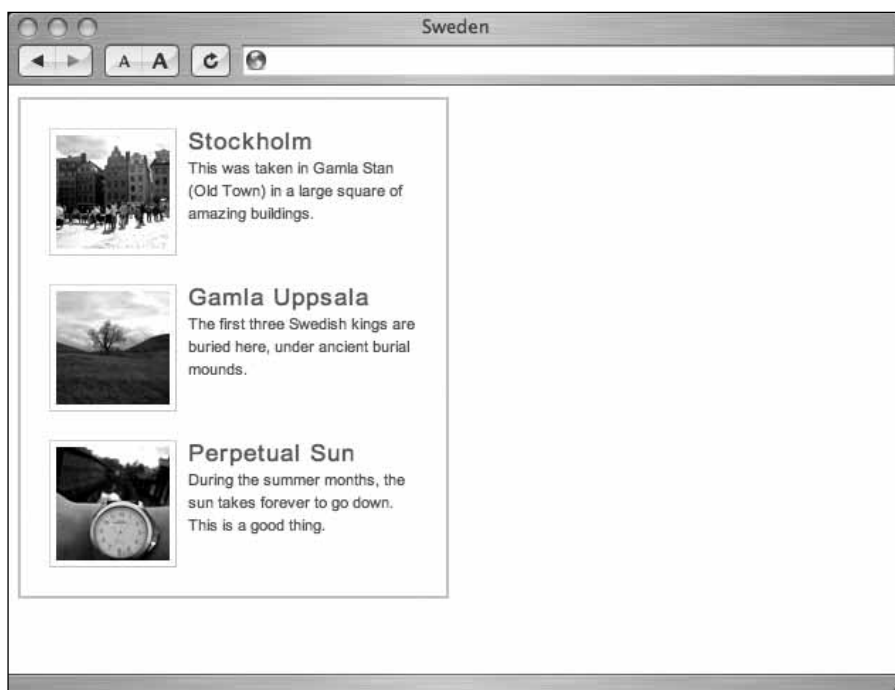 Sweden
A A
Stockholm
This was taken in Gamla Stan
(Old Town) in a large square of
amazing buildings.
Gamla Uppsala
The first three Swedish kings are
buried here, under ancient burial
mounds.
Perpetual Sun
During the summer months, the
sun takes forever to go down.
This is a good thing.